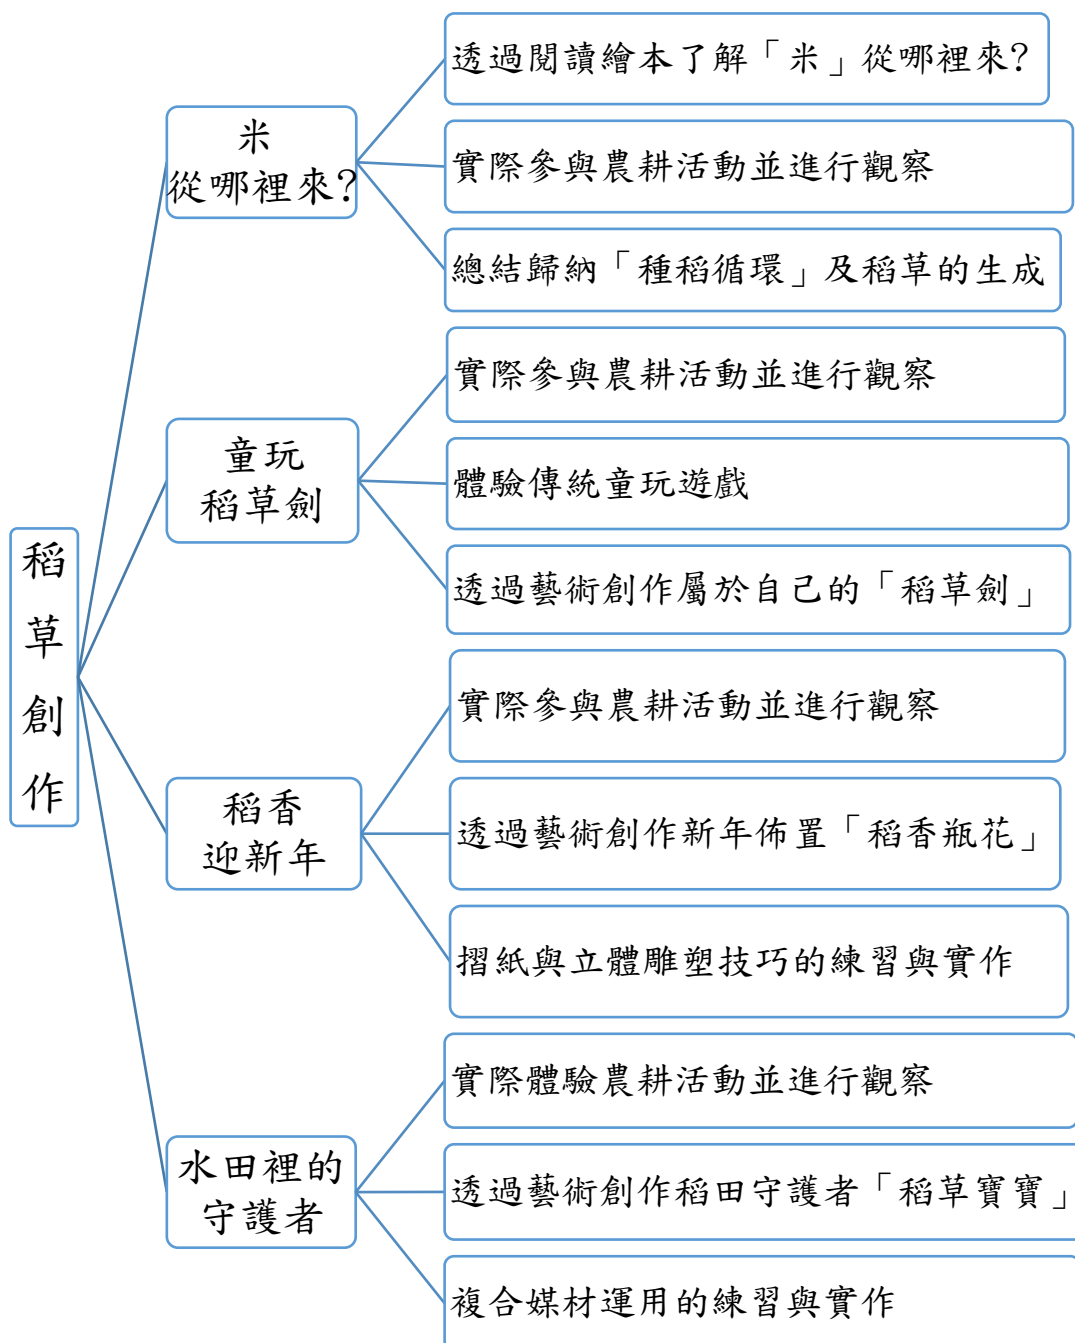 稻草創作
米
從哪裡來?
透過閱讀繪本了解「米」從哪裡來?
實際參與農耕活動並進行觀察
總結歸納「種稻循環」及稻草的生成
童玩
稻草劍
實際參與農耕活動並進行觀察
體驗傳統童玩遊戲
透過藝術創作屬於自己的「稻草劍」
稻香
迎新年
實際參與農耕活動並進行觀察
透過藝術創作新年佈置「稻香瓶花」
摺紙與立體雕塑技巧的練習與實作
水田裡的
守護者
實際體驗農耕活動並進行觀察
透過藝術創作稻田守護者「稻草寶寶」
複合媒材運用的練習與實作